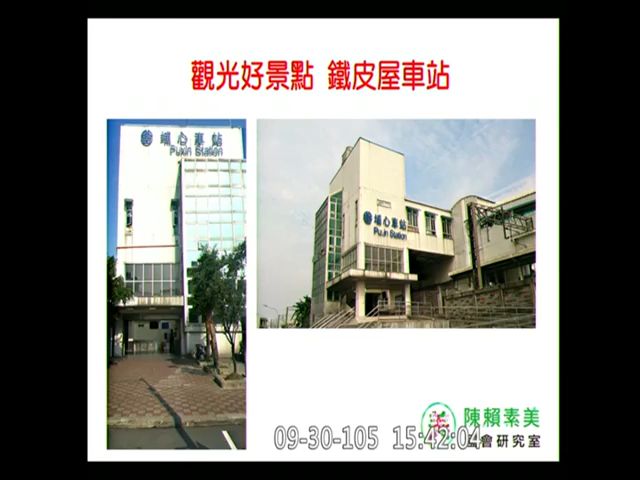 觀光好景點 鐵皮屋車站
埔心車站
Puxin Station
埔心車站
Puxin Station
陳賴素美
國會研究室
09-30-105 15:42:04